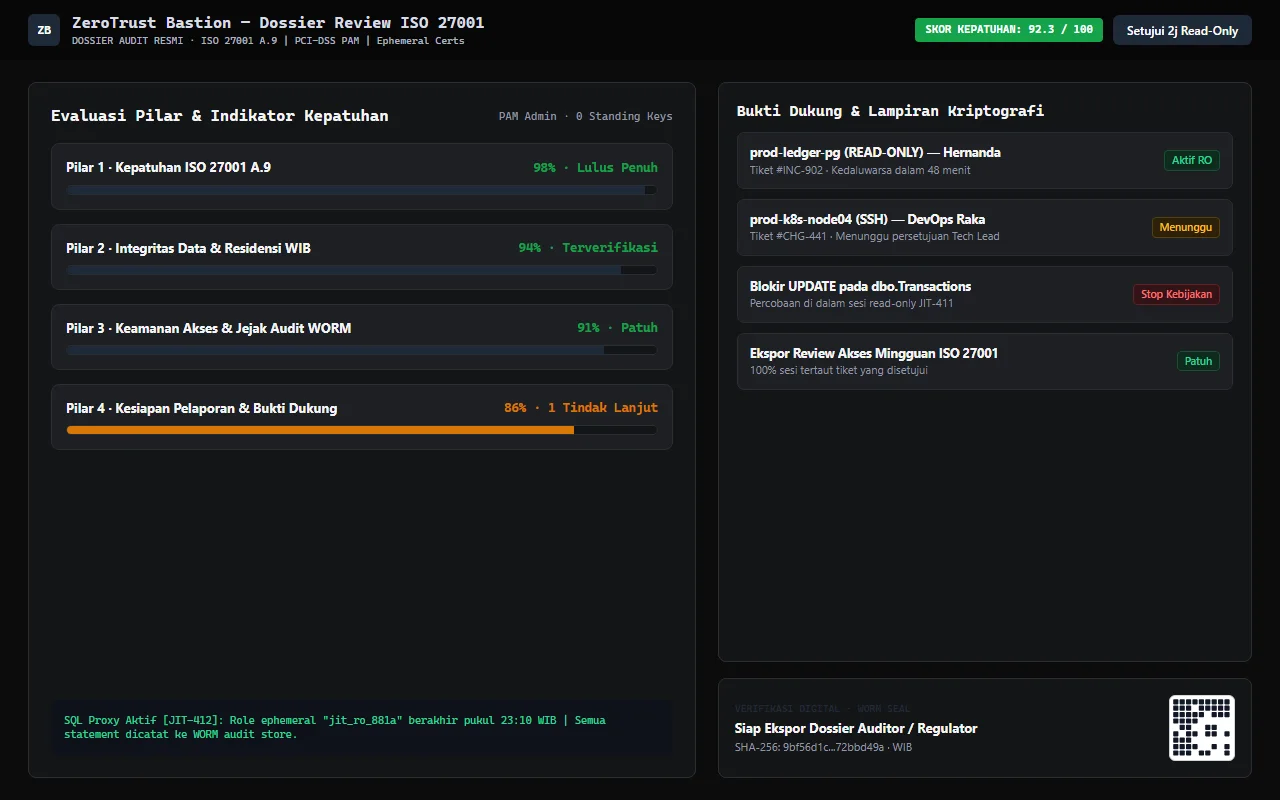 ZB
ZeroTrust Bastion — Dossier Review ISO 27001
DOSSIER AUDIT RESMI · ISO 27001 A.9 | PCI-DSS PAM | Ephemeral Certs
SKOR KEPATUHAN: 92.3 / 100
Setujui 2j Read-Only
Evaluasi Pilar & Indikator Kepatuhan
PAM Admin · 0 Standing Keys
Pilar 1 · Kepatuhan ISO 27001 A.9
98% · Lulus Penuh
Pilar 2 · Integritas Data & Residensi WIB
94% · Terverifikasi
Pilar 3 · Keamanan Akses & Jejak Audit WORM
91% · Patuh
Pilar 4 · Kesiapan Pelaporan & Bukti Dukung
86% · 1 Tindak Lanjut
SQL Proxy Aktif [JIT-412]: Role ephemeral "jit_ro_881a" berakhir pukul 23:10 WIB | Semua
statement dicatat ke WORM audit store.
Bukti Dukung & Lampiran Kriptografi
prod-ledger-pg (READ-ONLY) — Hernanda
Tiket #INC-902 · Kedaluwarsa dalam 48 menit
Aktif RO
prod-k8s-node04 (SSH) — DevOps Raka
Tiket #CHG-441 · Menunggu persetujuan Tech Lead
Menunggu
Blokir UPDATE pada dbo.Transactions
Percobaan di dalam sesi read-only JIT-411
Stop Kebijakan
Ekspor Review Akses Mingguan ISO 27001
100% sesi tertaut tiket yang disetujui
Patuh
VERIFIKASI DIGITAL · WORM SEAL
Siap Ekspor Dossier Auditor / Regulator
SHA-256: 9bf56d1c…72bbd49a · WIB